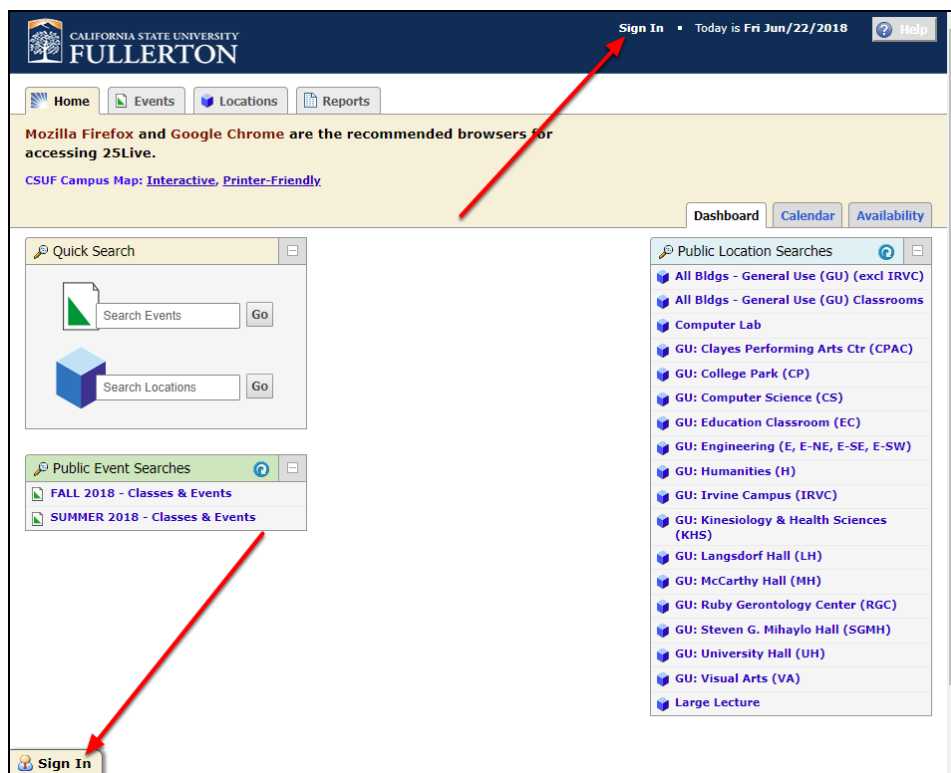 CALIFORNIA STATE UNIVERSITY
FULLERTON
Sign In ▪ Today is Fri Jun/22/2018
? Help
Home
Events
Locations
Reports
Mozilla Firefox and Google Chrome are the recommended browsers for
accessing 25Live.
CSUF Campus Map: Interactive, Printer-Friendly
Dashboard
Calendar
Availability
Quick Search
Search Events
Go
Search Locations
Go
Public Event Searches
FALL 2018 - Classes & Events
SUMMER 2018 - Classes & Events
Public Location Searches
All Bldgs - General Use (GU) (excl IRVC)
All Bldgs - General Use (GU) Classrooms
Computer Lab
GU: Clayes Performing Arts Ctr (CPAC)
GU: College Park (CP)
GU: Computer Science (CS)
GU: Education Classroom (EC)
GU: Engineering (E, E-NE, E-SE, E-SW)
GU: Humanities (H)
GU: Irvine Campus (IRVC)
GU: Kinesiology & Health Sciences
(KHS)
GU: Langsdorf Hall (LH)
GU: McCarthy Hall (MH)
GU: Ruby Gerontology Center (RGC)
GU: Steven G. Mihaylo Hall (SGMH)
GU: University Hall (UH)
GU: Visual Arts (VA)
Large Lecture
Sign In